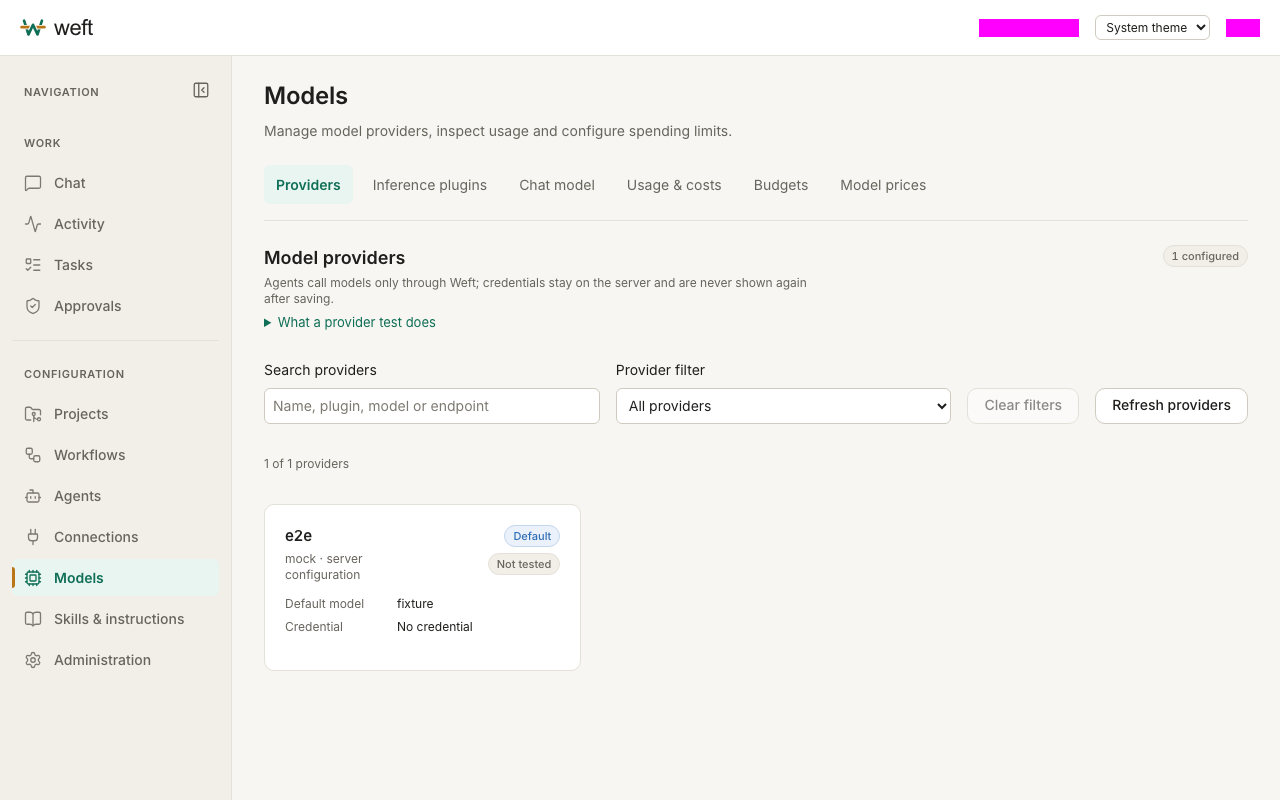 weft
System theme
NAVIGATION
WORK
Chat
Activity
Tasks
Approvals
CONFIGURATION
Projects
Workflows
Agents
Connections
Models
Skills & instructions
Administration
Models
Manage model providers, inspect usage and configure spending limits.
Providers
Inference plugins
Chat model
Usage & costs
Budgets
Model prices
Model providers
1 configured
Agents call models only through Weft; credentials stay on the server and are never shown again
after saving.
What a provider test does
Search providers
Provider filter
Name, plugin, model or endpoint
All providers
Clear filters
Refresh providers
1 of 1 providers
e2e
Default
mock · server
configuration
Not tested
Default model fixture
Credential No credential